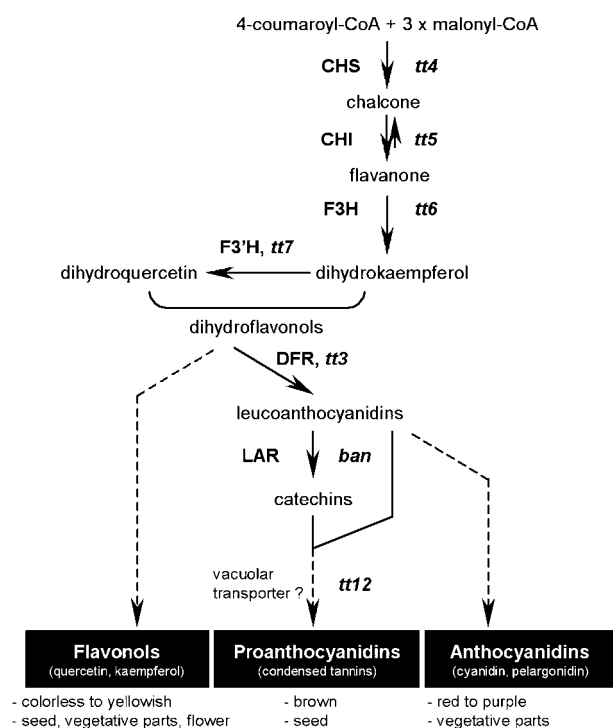 4-coumaroyl-CoA + 3 x malonyl-CoA
CHS tt4
chalcone
CHI tt5
flavanone
F3H tt6
F3'H, tt7
dihydroquercetin dihydrokaempferol
dihydroflavonols
DFR, tt3
leucoanthocyanidins
LAR ban
catechins
vacuolar
transporter ? tt12
Flavonols Proanthocyanidins Anthocyanidins
(quercetin, kaempferol) (condensed tannins) (cyanidin, pelargonidin)
- colorless to yellowish - brown - red to purple
- seed, vegetative parts, flower - seed - vegetative parts